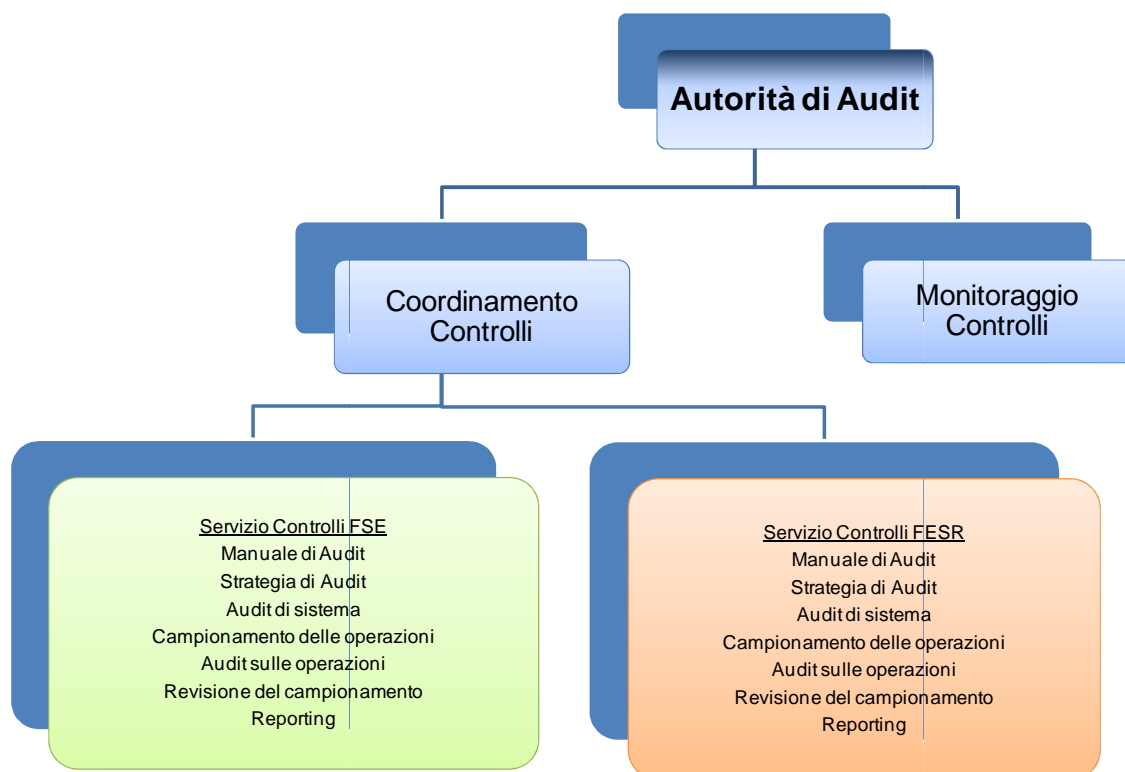 Autorità di Audit
Coordinamento
Controlli
Monitoraggio
Controlli
Servizio Controlli FSE
Manuale di Audit
Strategia di Audit
Audit di sistema
Campionamento delle operazioni
Audit sulle operazioni
Revisione del campionamento
Reporting
Servizio Controlli FESR
Manuale di Audit
Strategia di Audit
Audit di sistema
Campionamento delle operazioni
Audit sulle operazioni
Revisione del campionamento
Reporting